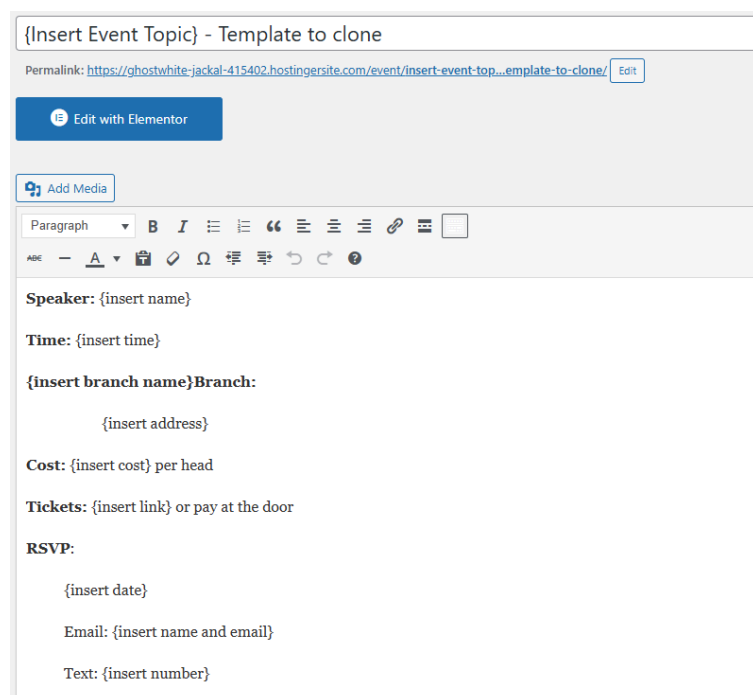 {Insert Event Topic} - Template to clone
Permalink: https://ghostwhite-jackal-415402.hostingersite.com/event/insert-event-top...emplate-to-clone/ Edit
Edit with Elementor
Add Media
Paragraph B I
ABC A
Speaker: {insert name}
Time: {insert time}
{insert branch name}Branch:
{insert address}
Cost: {insert cost} per head
Tickets: {insert link} or pay at the door
RSVP:
{insert date}
Email: {insert name and email}
Text: {insert number}